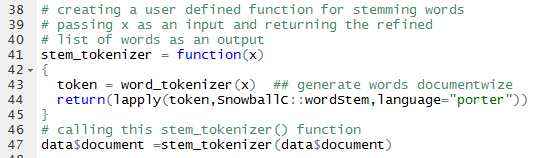 38 # creating a user defined function for stemming words
39 # passing x as an input and returning the refined
40 # list of words as an output
41 stem_tokenizer = function(x)
42 {
43 token = word_tokenizer(x) ## generate words documentwize
44 return(lapply(token,SnowballC::wordStem,language="porter"))
45 }
46 # calling this stem_tokenizer() function
47 data$document =stem_tokenizer(data$document)